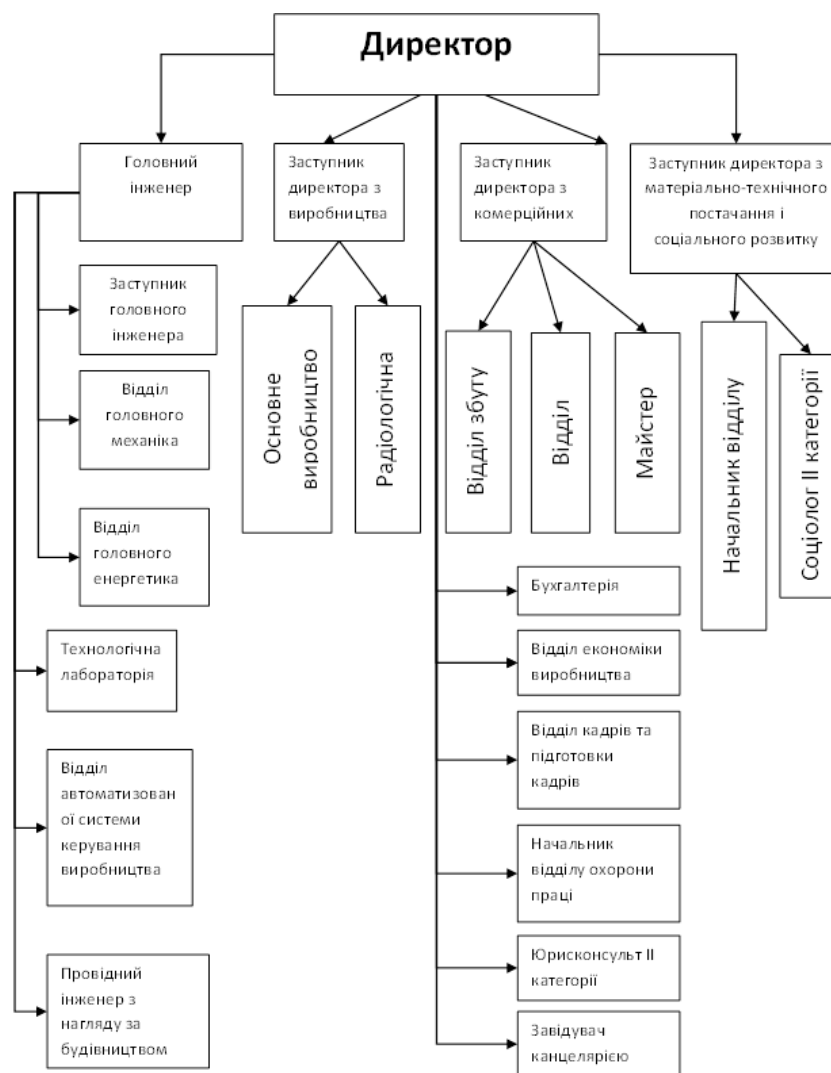 Директор
Головний
інженер
Заступник
директора з
виробництва
Заступник
директора з
комерційних
Заступник директора з
матеріально-технічного
постачання і
соціального розвитку
Заступник
головного
інженера
Відділ
головного
механіка
Відділ
головного
енергетика
Технологічна
лабораторія
Відділ
автоматизован
ої системи
керування
виробництва
Провідний
інженер з
нагляду за
будівництвом
Основне
виробництво
Радіологічна
Відділ збуту
Відділ
Майстер
Начальник відділу
Соціолог ІІ категорії
Бухгалтерія
Відділ економіки
виробництва
Відділ кадрів та
підготовки
кадрів
Начальник
відділу охорони
праці
Юрисконсульт ІІ
категорії
Завідувач
канцелярією